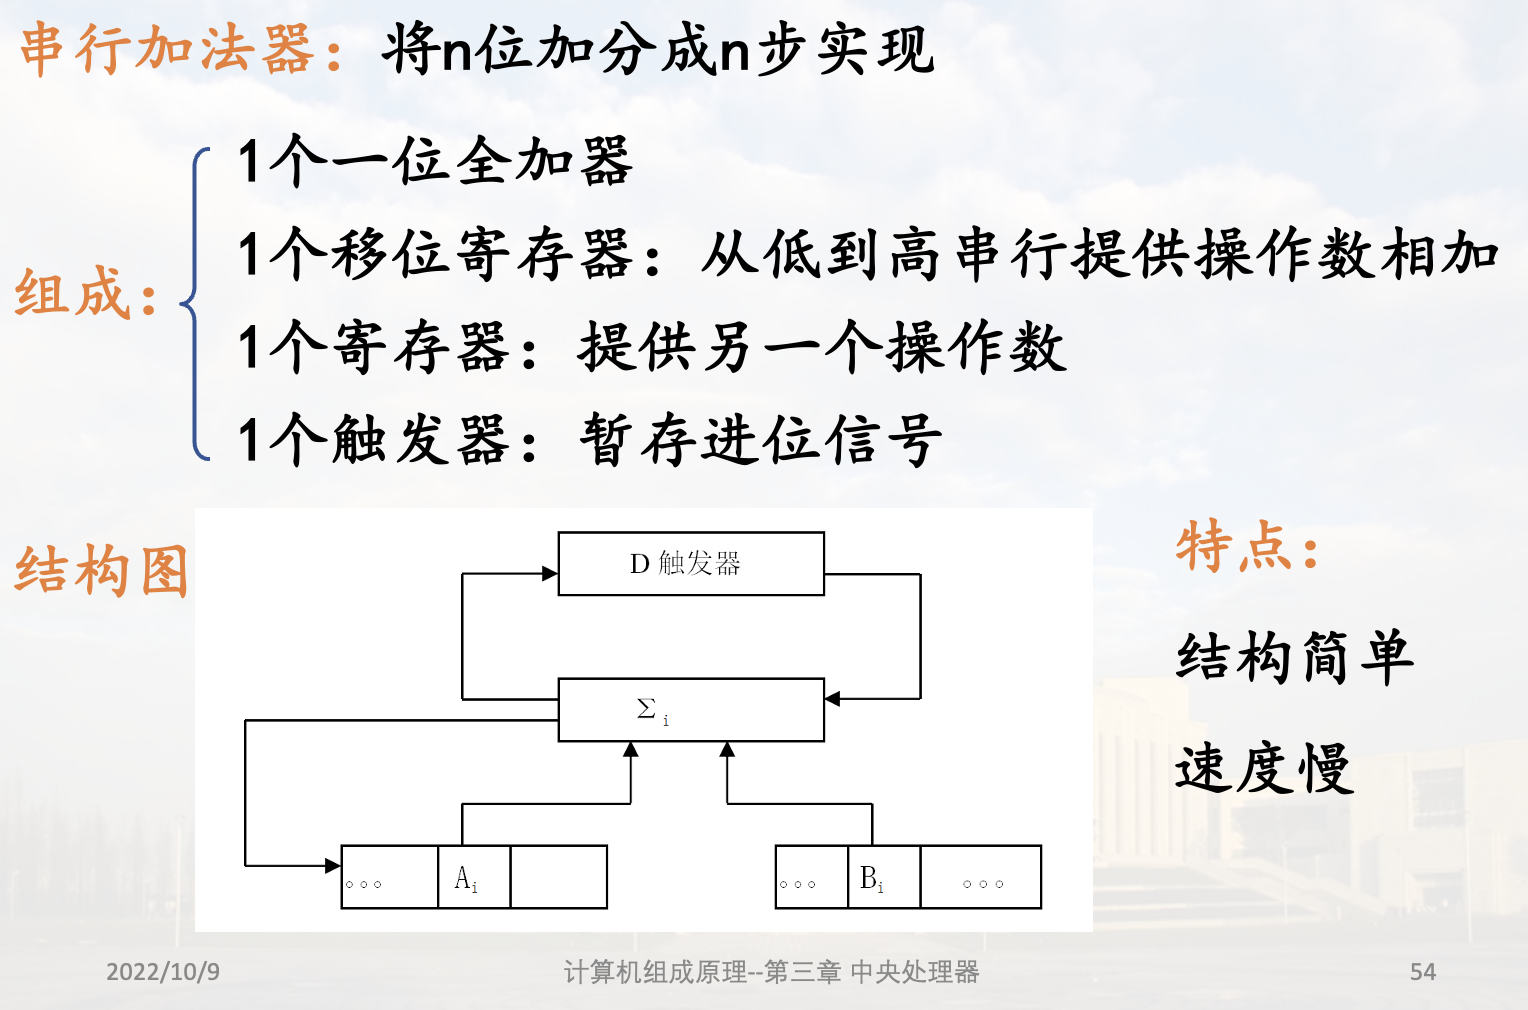 串行加法器：将n位加分成n步实现
组成：
1个一位全加器
1个移位寄存器：从低到高串行提供操作数相加
1个寄存器：提供另一个操作数
1个触发器：暂存进位信号
结构图
D 触发器
Σi
。。。 Ai
。。。 Bi 。。。
特点：
结构简单
速度慢
2022/10/9
计算机组成原理--第三章 中央处理器
54